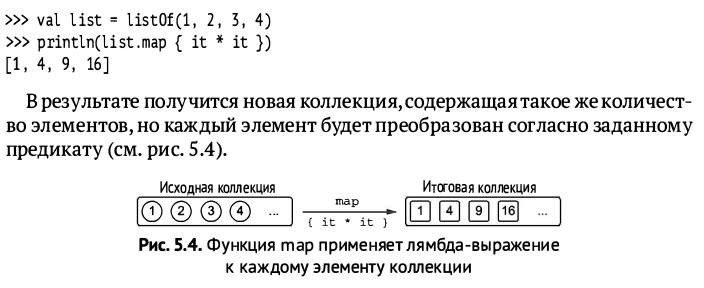 >>> val list = listOf(1, 2, 3, 4)
>>> println(list.map { it * it })
[1, 4, 9, 16]
В результате получится новая коллекция, содержащая такое же количест-
во элементов, но каждый элемент будет преобразован согласно заданному
предикату (см. рис. 5.4).
Исходная коллекция
1 2 3 4 ...
map
{ it * it }
Итоговая коллекция
1 4 9 16 ...
Рис. 5.4. Функция map применяет лямбда-выражение
к каждому элементу коллекции